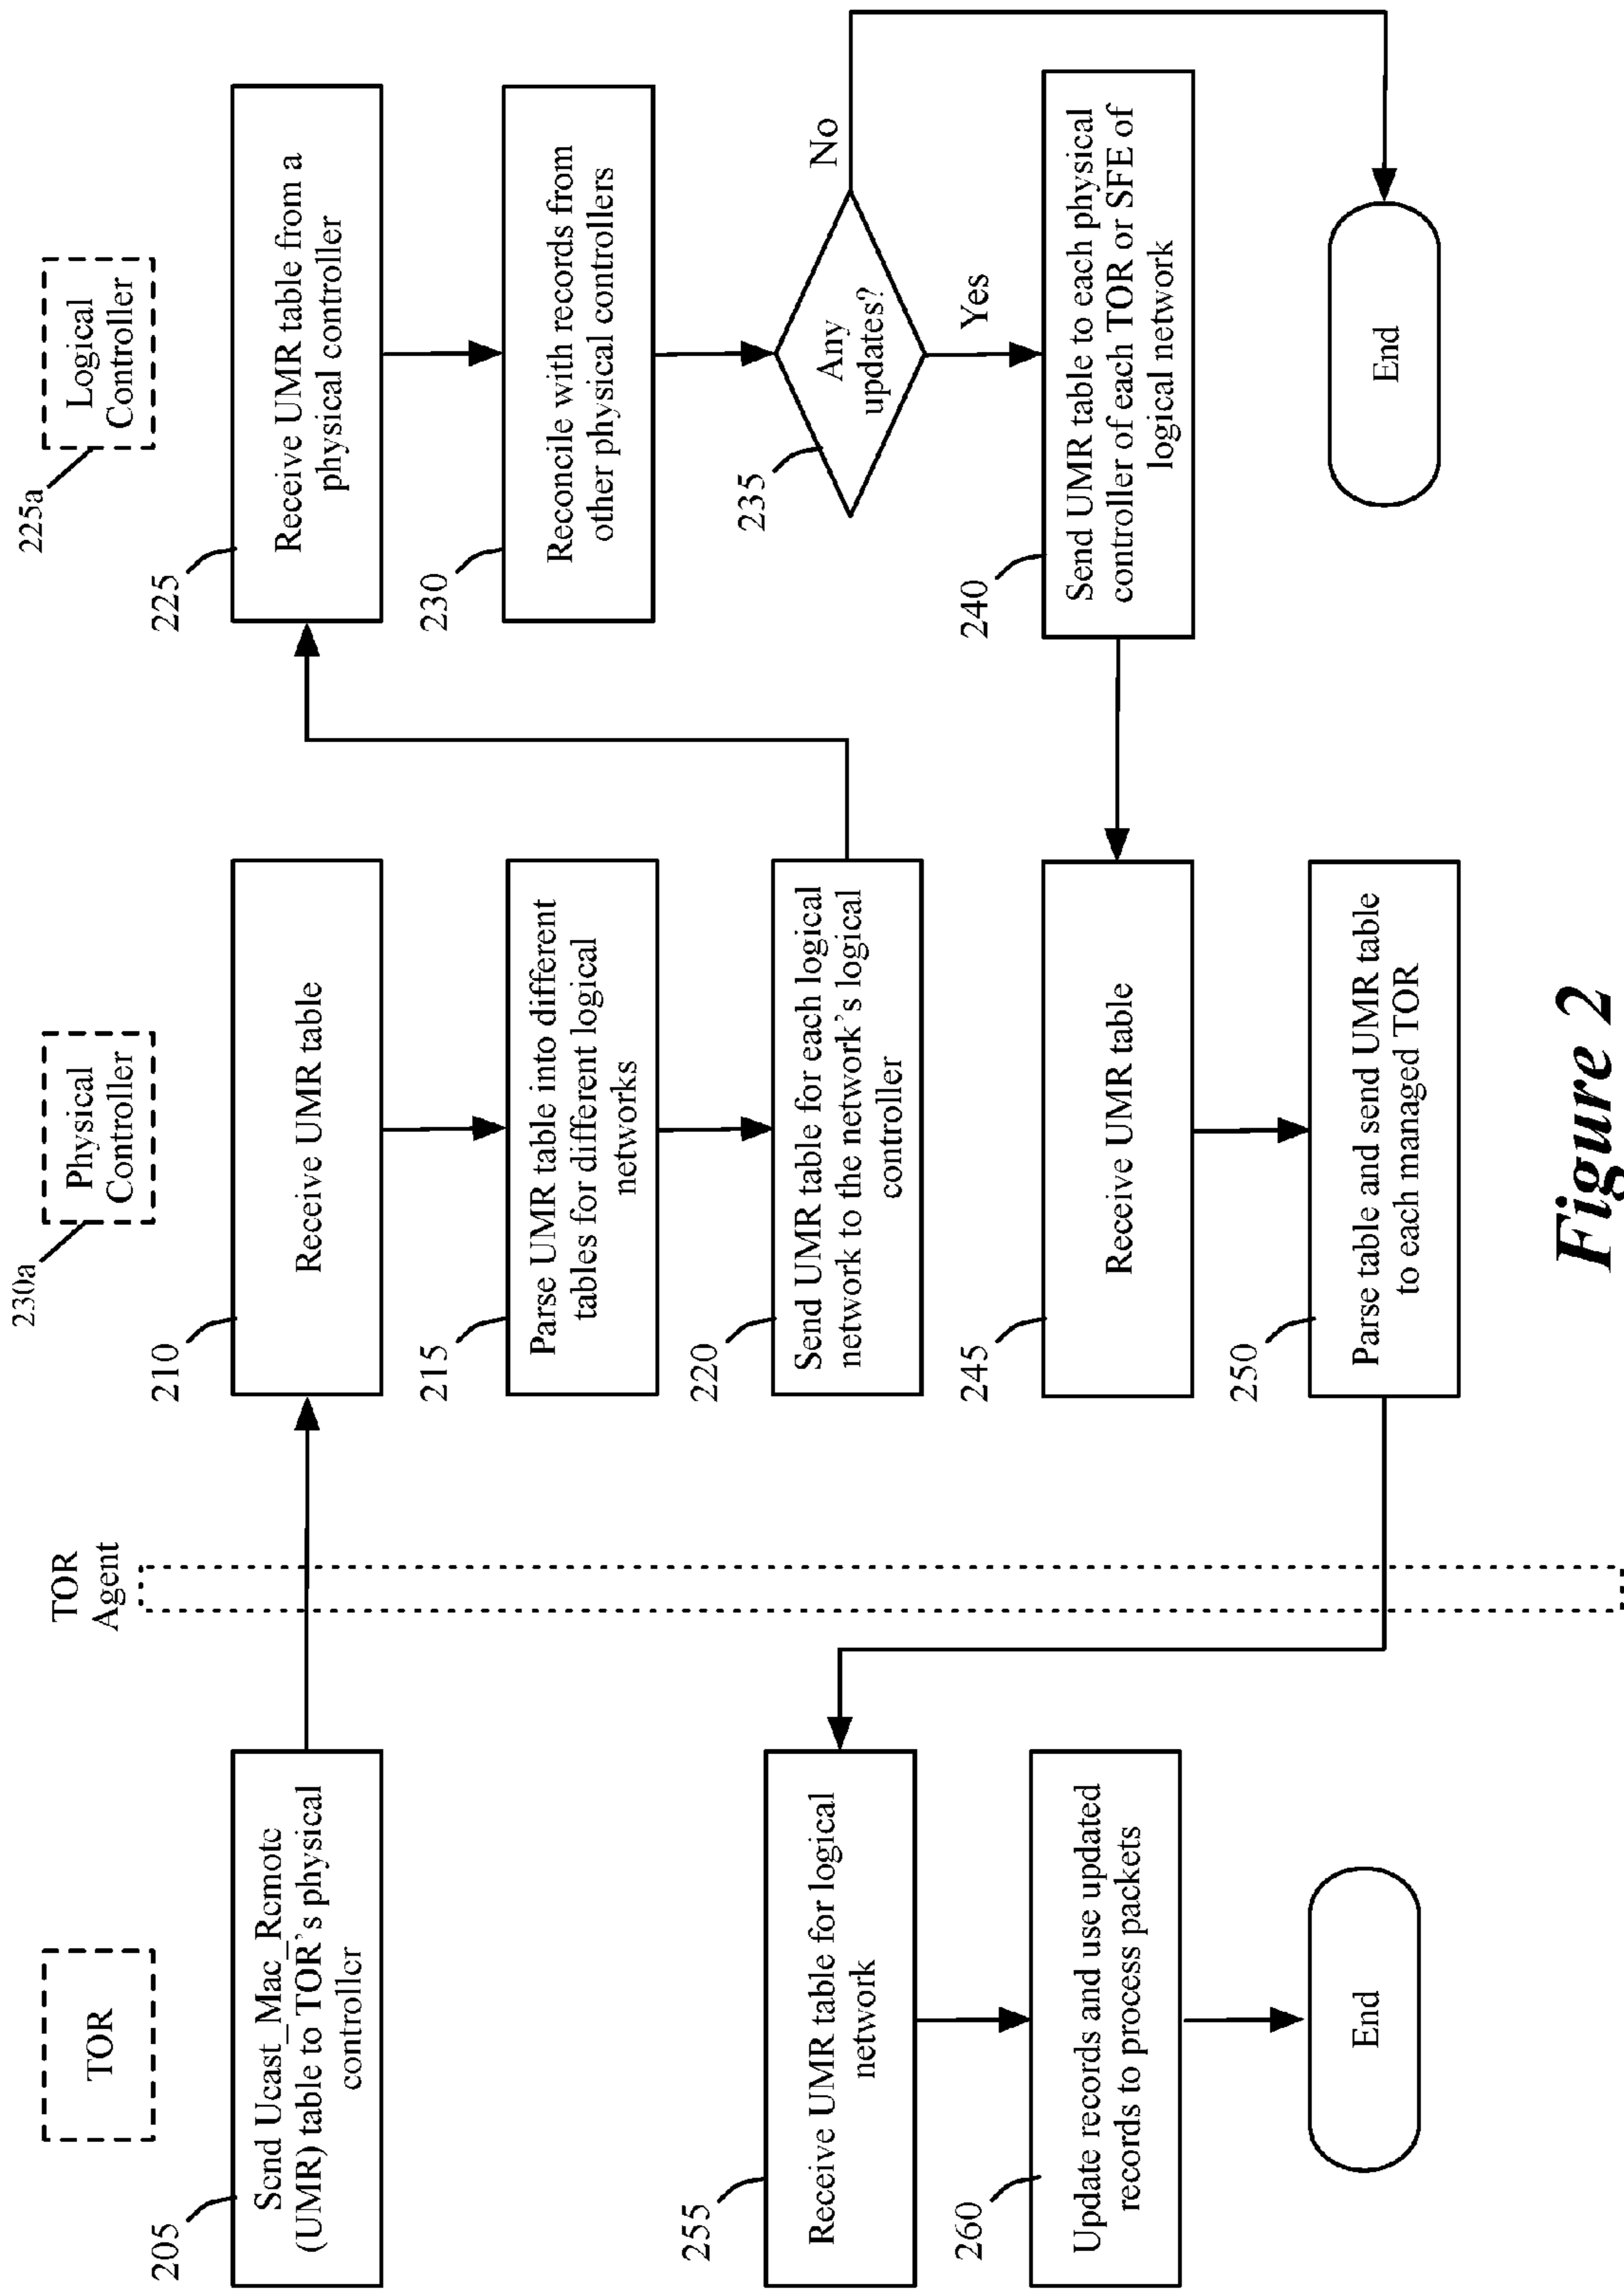 TOR
TOR
Agent
230a
Physical
Controller
225a
Logical
Controller
205
Send Ucast_Mac_Remote
(UMR) table to TOR's physical
controller
210
Receive UMR table
215
Parse UMR table into different
tables for different logical
networks
220
Send UMR table for each logical
network to the network's logical
controller
225
Receive UMR table from a
physical controller
230
Reconcile with records from
other physical controllers
235
Any
updates?
No
Yes
240
Send UMR table to each physical
controller of each TOR or SFE of
logical network
End
245
Receive UMR table
250
Parse table and send UMR table
to each managed TOR
255
Receive UMR table for logical
network
260
Update records and use updated
records to process packets
End
Figure 2